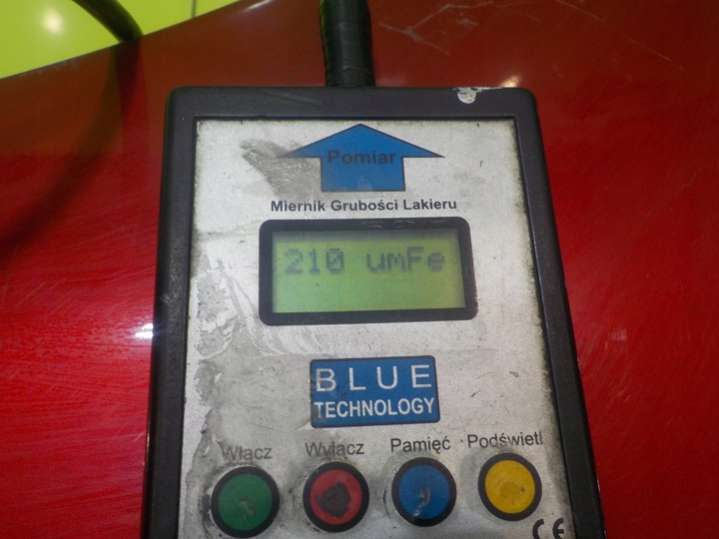 Pomiar
Miernik Grubości Lakieru
210 umFe
BLUE
TECHNOLOGY
Włącz Wyłącz Pamięć Podświetl
CE